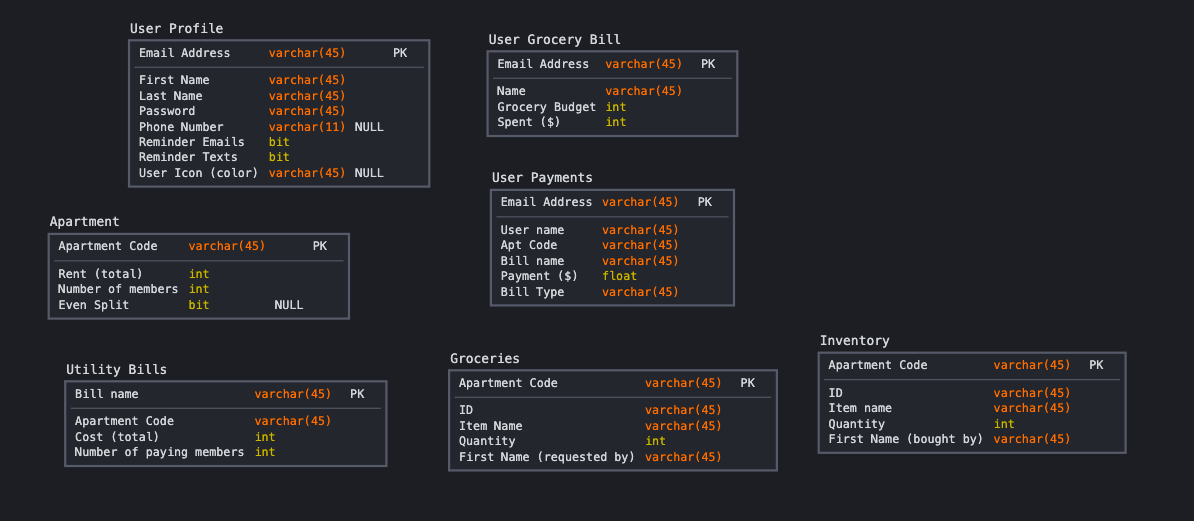 User Profile
Email Address varchar(45) PK
First Name varchar(45)
Last Name varchar(45)
Password varchar(45)
Phone Number varchar(11) NULL
Reminder Emails bit
Reminder Texts bit
User Icon (color) varchar(45) NULL
User Grocery Bill
Email Address varchar(45) PK
Name varchar(45)
Grocery Budget int
Spent ($) int
User Payments
Email Address varchar(45) PK
User name varchar(45)
Apt Code varchar(45)
Bill name varchar(45)
Payment ($) float
Bill Type varchar(45)
Apartment
Apartment Code varchar(45) PK
Rent (total) int
Number of members int
Even Split bit NULL
Utility Bills
Bill name varchar(45) PK
Apartment Code varchar(45)
Cost (total) int
Number of paying members int
Groceries
Apartment Code varchar(45) PK
ID varchar(45)
Item Name varchar(45)
Quantity int
First Name (requested by) varchar(45)
Inventory
Apartment Code varchar(45) PK
ID varchar(45)
Item name varchar(45)
Quantity int
First Name (bought by) varchar(45)